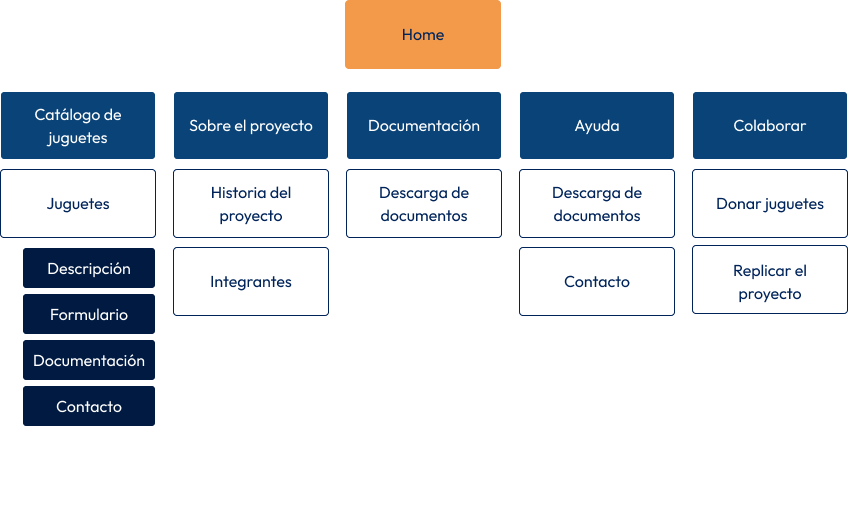 Home
Catálogo de
juguetes
Sobre el proyecto
Documentación
Ayuda
Colaborar
Juguetes
Historia del
proyecto
Descarga de
documentos
Descarga de
documentos
Donar juguetes
Descripción
Formulario
Documentación
Contacto
Integrantes
Contacto
Replicar el
proyecto